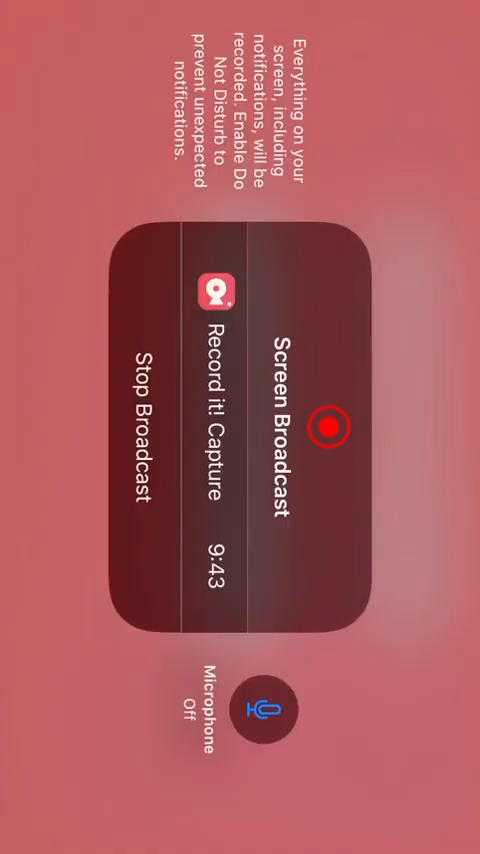 Everything on your
screen, including
notifications, will be
recorded. Enable Do
Not Disturb to
prevent unexpected
notifications.
Screen Broadcast
Record it! Capture 9:43
Stop Broadcast
Microphone
Off